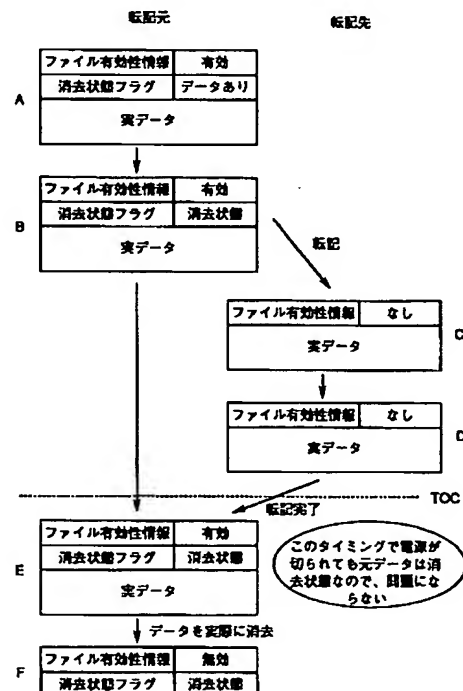 転記元
転記先
A
ファイル有効性情報 有効
消去状態フラグ データあり
実データ
B
ファイル有効性情報 有効
消去状態フラグ 消去状態
実データ
転記
ファイル有効性情報 なし
実データ
C
ファイル有効性情報 なし
実データ
D
TOC
転記完了
E
ファイル有効性情報 有効
消去状態フラグ 消去状態
実データ
このタイミングで電源が
切られても元データは消
去状態なので、問題にな
らない
データを実際に消去
F
ファイル有効性情報 無効
消去状態フラグ 消去状態